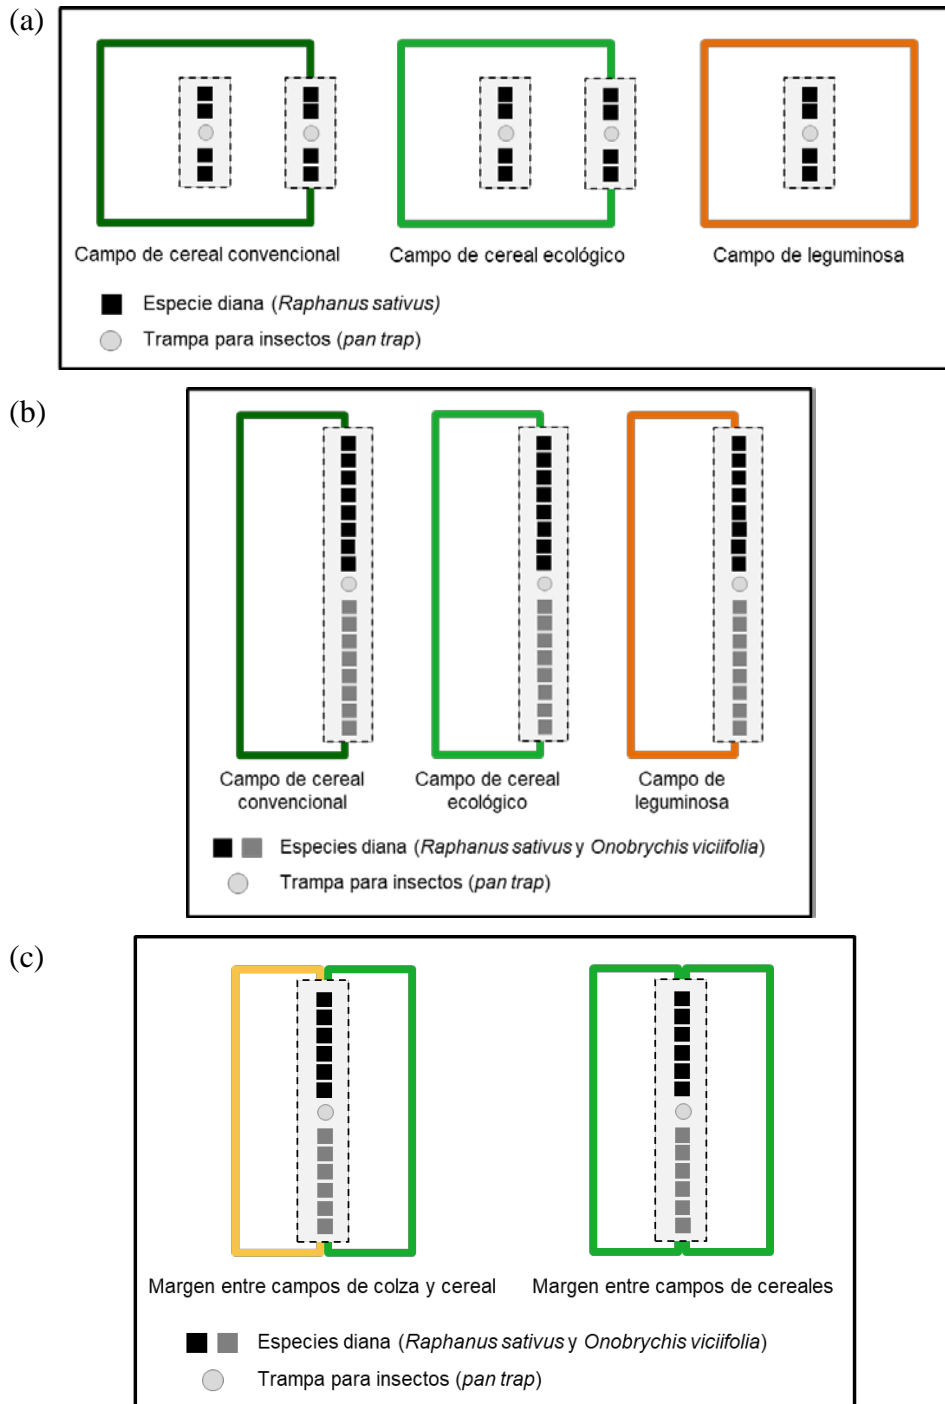 (a)
Campo de cereal convencional
Campo de cereal ecológico
Campo de leguminosa
Especie diana (Raphanus sativus)
Trampa para insectos (pan trap)
(b)
Campo de cereal
convencional
Campo de cereal
ecológico
Campo de
leguminosa
Especies diana (Raphanus sativus y Onobrychis viciifolia)
Trampa para insectos (pan trap)
(c)
Margen entre campos de colza y cereal
Margen entre campos de cereales
Especies diana (Raphanus sativus y Onobrychis viciifolia)
Trampa para insectos (pan trap)